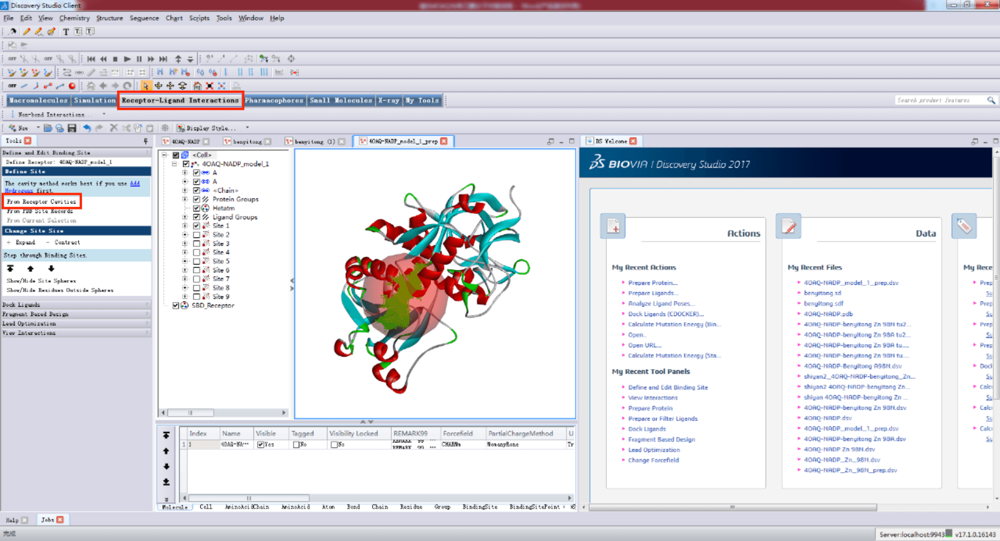 Discovery Studio Client
File Edit View Chemistry Structure Sequence Chart Scripts Tools Window Help
T
OFF OFF
OFF
Macromolecules Simulation Receptor-Ligand Interactions Pharmacophores Small Molecules X-ray My Tools
Search product features
Non-bond Interactions...
New Display Style...
Tools
4OAQ-NADP benyitong benyitong (1) 4OAQ-NADP_model_1_prep
DS Welcome
Define and Edit Binding Site
Define Receptor: 4OAQ-NADP_model_1
Define Site
The cavity method works best if you use Add
Hydrogens first.
From Receptor Cavities
From PDB Site Records
From Current Selection
Change Site Size
+ Expand - Contract
Step through Binding Sites.
Show/Hide Site Spheres
Show/Hide Residues Outside Spheres
Dock Ligands
Fragment Based Design
Lead Optimization
View Interactions
<Cell>
4OAQ-NADP_model_1
A
A
<Chain>
Protein Groups
Hetatm
Ligand Groups
Site 1
Site 2
Site 3
Site 4
Site 5
Site 6
Site 7
Site 8
Site 9
SBD_Receptor
BIOVIA | Discovery Studio 2017
Actions
My Recent Actions
Prepare Protein...
Prepare Ligands...
Analyze Ligand Poses...
Dock Ligands (CDOCKER)...
Calculate Mutation Energy (Bin...
Open...
Open URL...
Calculate Mutation Energy (Sta...
My Recent Tool Panels
Define and Edit Binding Site
View Interactions
Prepare Protein
Prepare or Filter Ligands
Dock Ligands
Fragment Based Design
Lead Optimization
Change Forcefield
Data
My Recent Files
4OAQ-NADP_model_1_prep.dsv
benyitong.sd
benyitong.sdf
4OAQ-NADP.pdb
4OAQ-NADP-benyitong Zn 98N tu2...
4OAQ-NADP-benyitong Zn 98A tu2...
4OAQ-NADP-benyitong Zn 98A tu....
4OAQ-NADP-benyitong Zn 98N tu....
4OAQ-NADP-Benyitong A98N.dsv
shiyan2_4OAQ-NADP-benyitong_Zn...
shiyan2 4OAQ-NADP-benyitong Zn...
shiyan 4OAQ-NADP-benyitong Zn ...
4OAQ-NADP-benyitong Zn 98N.dsv
4OAQ-NADP.dsv
4OAQ-NADP_model_1_prep.dsv
4OAQ-NADP-benyitong Zn 98A.dsv
4OAQ-NADP Zn 98N.dsv
4OAQ-NADP_Zn_98N.dsv
4OAQ-NADP_Zn_98N_prep.dsv
My Rece
Prep
Su
Prep
Su
Prep
Su
Prep
Su
Dock
Su
Calcu
Su
Calcu
Su
Calcu
Su
Index Name Visible Tagged Visibility Locked REMARK99 Forcefield PartialChargeMethod U
1 1 4OAQ-NA... Yes No No REMARK 99 ... CHARMm MomanyRone Tr
REMARK 99 ...
Molecule Cell AminoAcidChain AminoAcid Atom Bond Chain Residue Group BindingSite BindingSitePoint
Help Jobs
完成
Server:localhost:9943 v17.1.0.16143